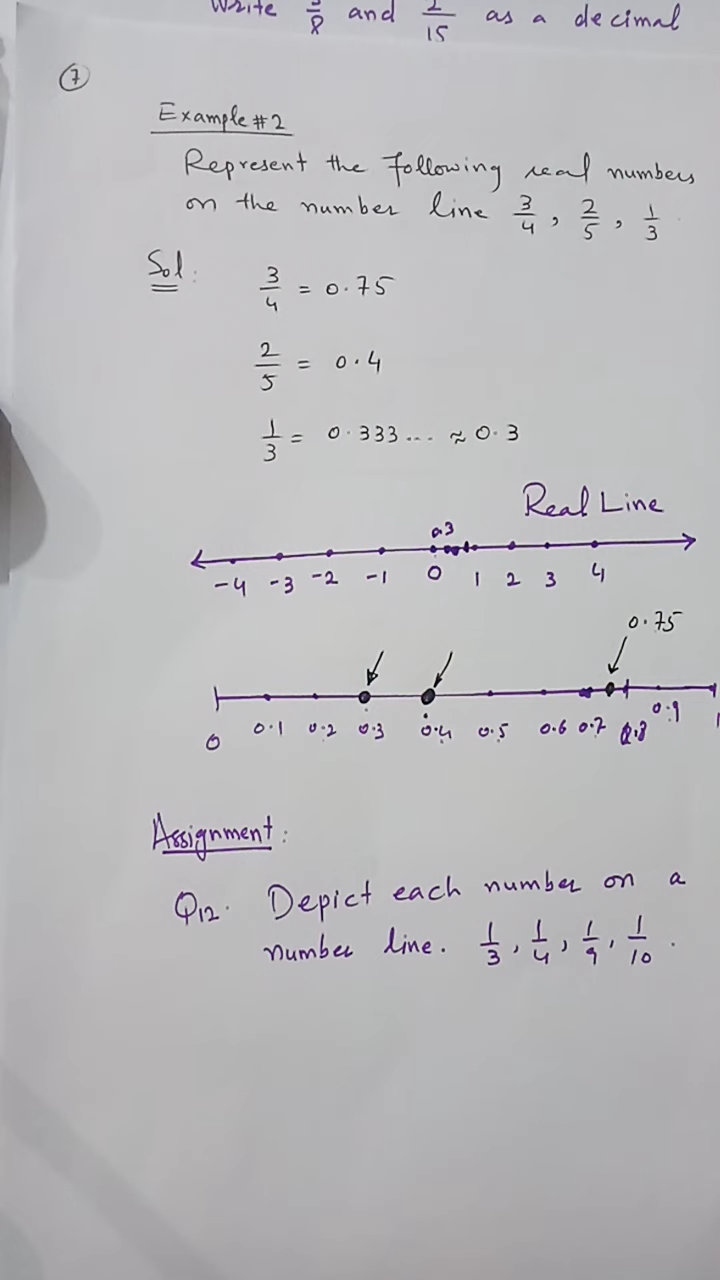 Write 3/8 and 2/15 as a decimal
7
Example #2
Represent the following real numbers
on the number line 3/4, 2/5, 1/3.
Sol:
3/4 = 0.75
2/5 = 0.4
1/3 = 0.333... ≈ 0.3
Real Line
0.3
-4 -3 -2 -1 0 1 2 3 4
0.75
0 0.1 0.2 0.3 0.4 0.5 0.6 0.7 0.8 0.9 1
Assignment:
Q12. Depict each number on a
number line. 1/3, 1/4, 1/9, 1/10.